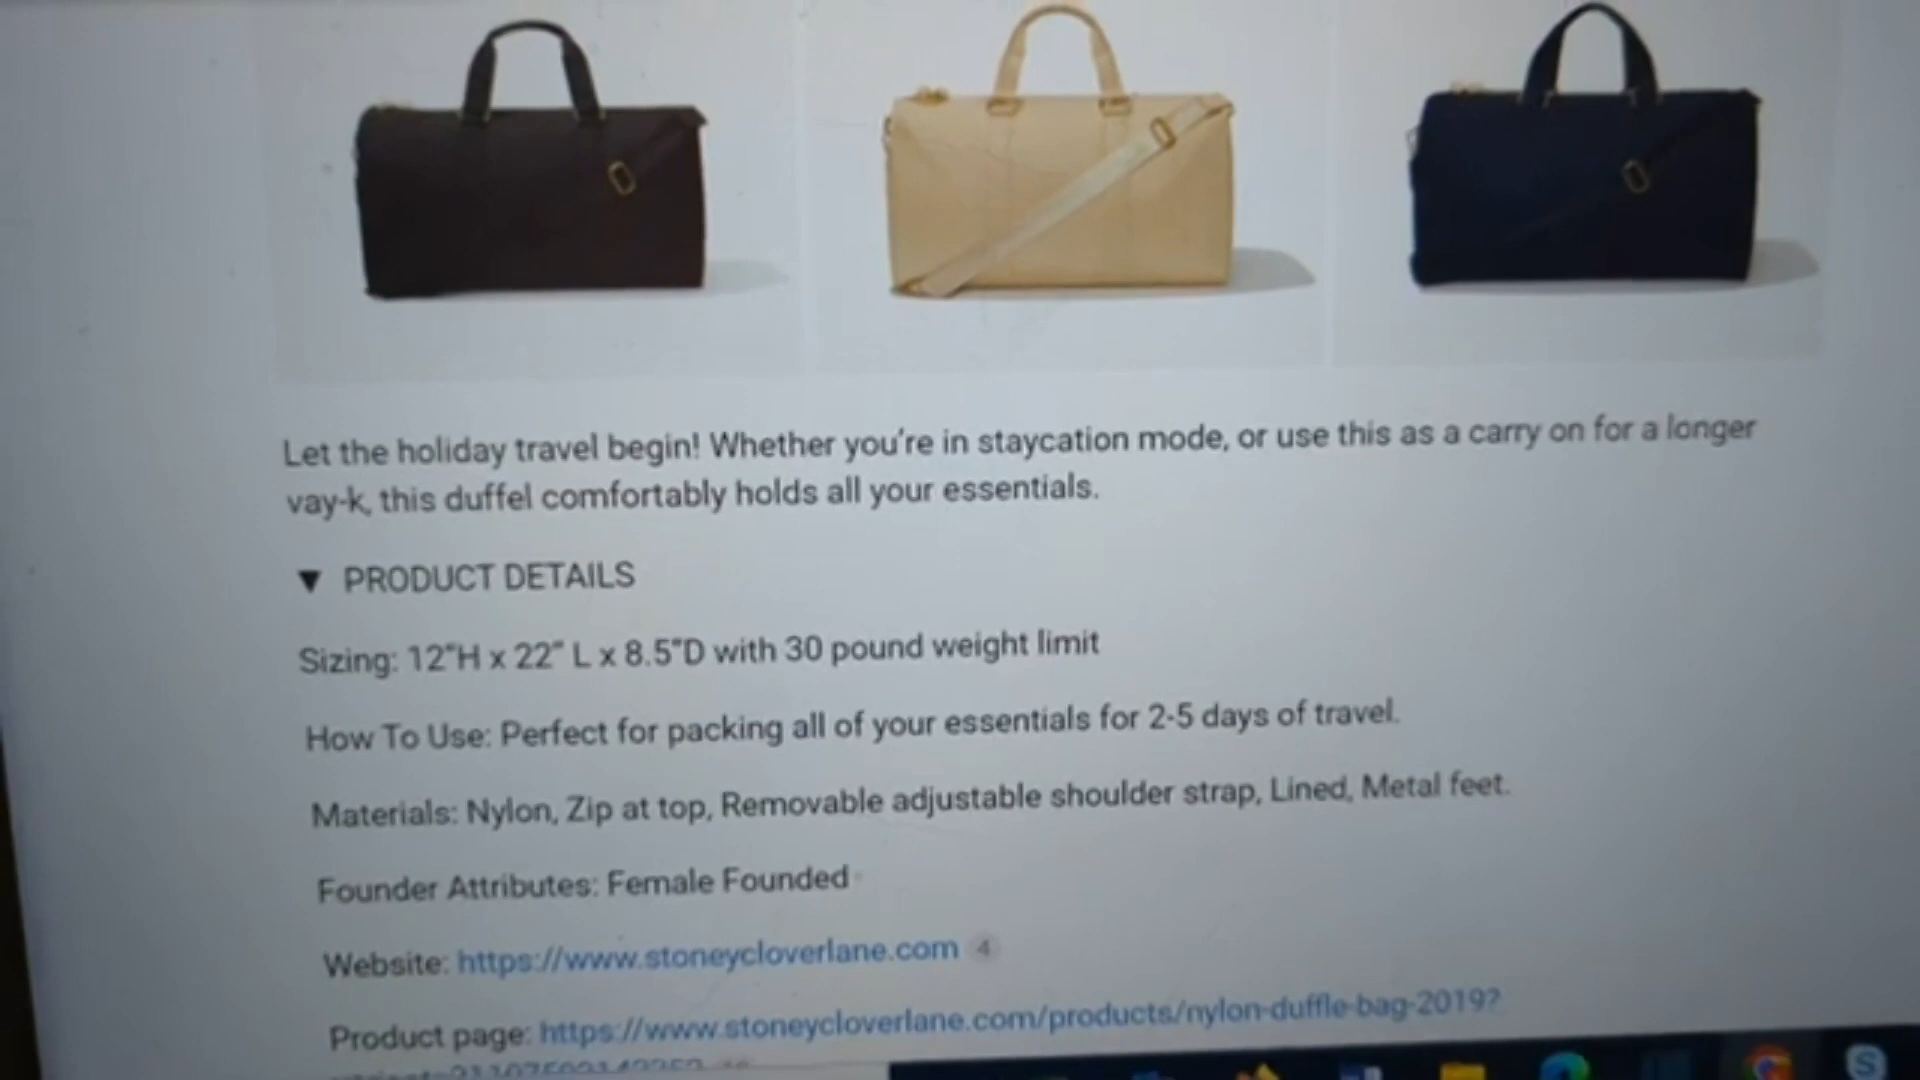 Let the holiday travel begin! Whether you're in staycation mode, or use this as a carry on for a longer
vay-k, this duffel comfortably holds all your essentials.
▼ PRODUCT DETAILS
Sizing: 12"H x 22" L x 8.5"D with 30 pound weight limit
How To Use: Perfect for packing all of your essentials for 2-5 days of travel.
Materials: Nylon, Zip at top, Removable adjustable shoulder strap, Lined, Metal feet.
Founder Attributes: Female Founded
Website: https://www.stoneycloverlane.com 4
Product page: https://www.stoneycloverlane.com/products/nylon-duffle-bag-2019?